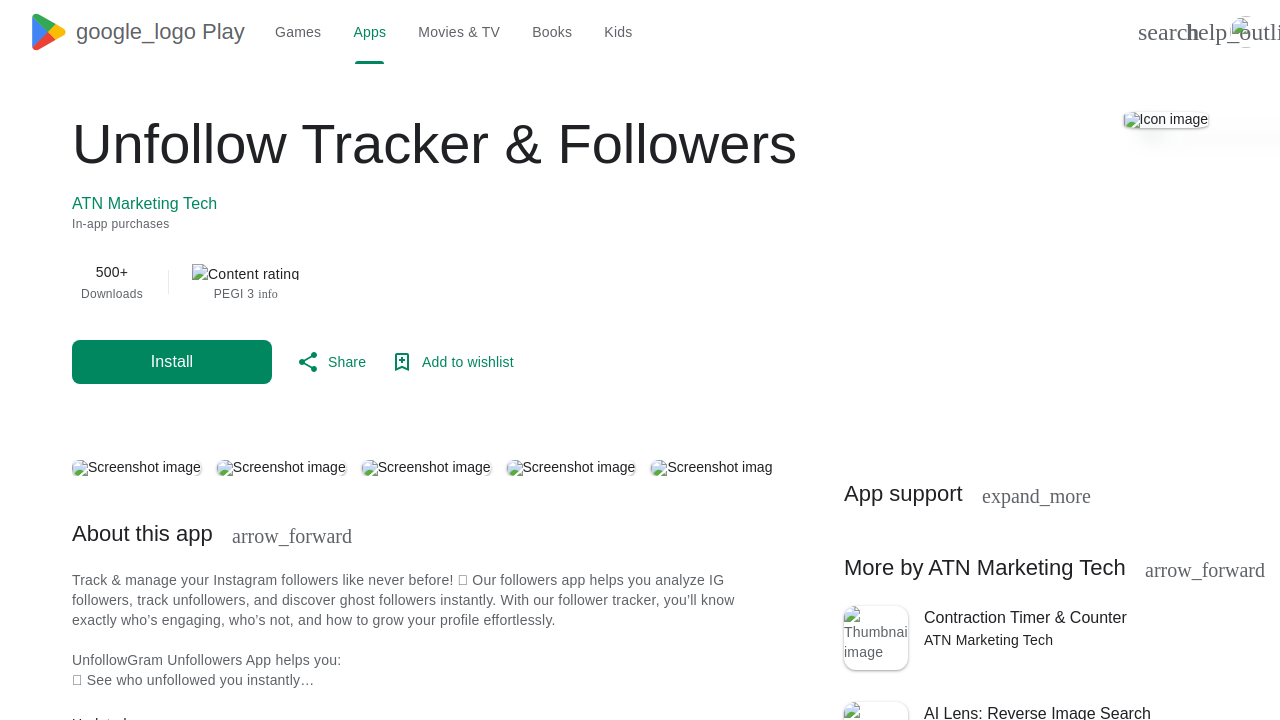 google_logo Play
Games
Apps
Movies & TV
Books
Kids
search
help_outli
Unfollow Tracker & Followers
Icon image
ATN Marketing Tech
In-app purchases
500+
Downloads
Content rating
PEGI 3 info
Install
Share
Add to wishlist
Screenshot image
Screenshot image
Screenshot image
Screenshot image
Screenshot imag
App support expand_more
About this app arrow_forward
More by ATN Marketing Tech arrow_forward
Track & manage your Instagram followers like never before! Our followers app helps you analyze IG
followers, track unfollowers, and discover ghost followers instantly. With our follower tracker, you’ll know
exactly who’s engaging, who’s not, and how to grow your profile effortlessly.
UnfollowGram Unfollowers App helps you:
See who unfollowed you instantly…
Thumbnai
image
Contraction Timer & Counter
ATN Marketing Tech
AI Lens: Reverse Image Search